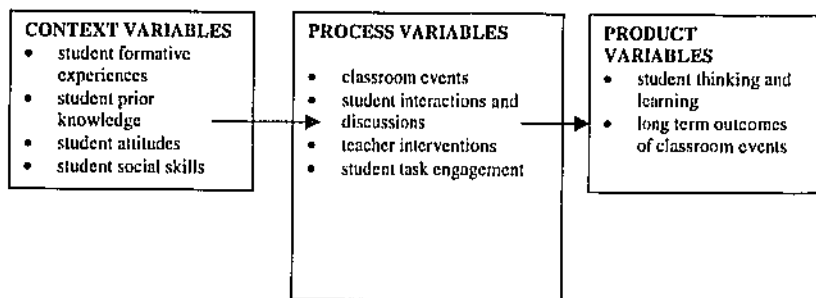 CONTEXT VARIABLES
• student formative
experiences
• student prior
knowledge
• student attitudes
• student social skills
PROCESS VARIABLES
• classroom events
• student interactions and
discussions
• teacher interventions
• student task engagement
PRODUCT
VARIABLES
• student thinking and
learning
• long term outcomes
of classroom events